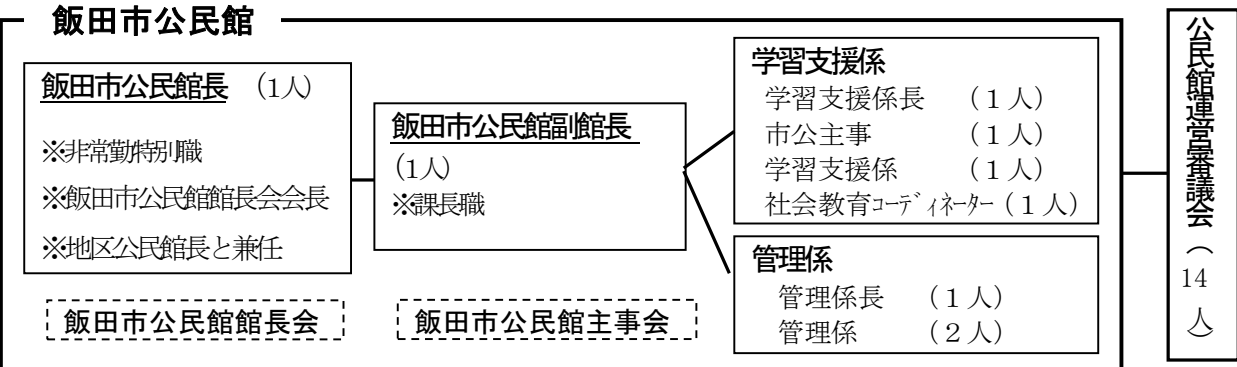 飯田市公民館
飯田市公民館長 (1人)
※非常勤特別職
※飯田市公民館館長会会長
※地区公民館長と兼任
飯田市公民館副館長
(1人)
※課長職
学習支援係
学習支援係長 (１人)
市公主事 (１人)
学習支援係 (１人)
社会教育ｺｰﾃﾞｨﾈｰﾀｰ (１人)
管理係
管理係長 (１人)
管理係 (２人)
飯田市公民館館長会
飯田市公民館主事会
公民館運営審議会（14人）